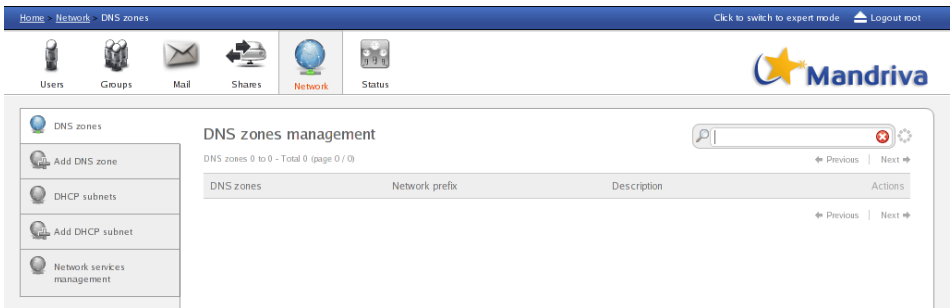 Home > Network > DNS zones
Click to switch to expert mode
Logout root
Users
Groups
Mail
Shares
Network
Status
Mandriva
DNS zones
Add DNS zone
DHCP subnets
Add DHCP subnet
Network services
management
DNS zones management
DNS zones 0 to 0 - Total 0 (page 0 / 0)
Previous | Next
DNS zones
Network prefix
Description
Actions
Previous | Next